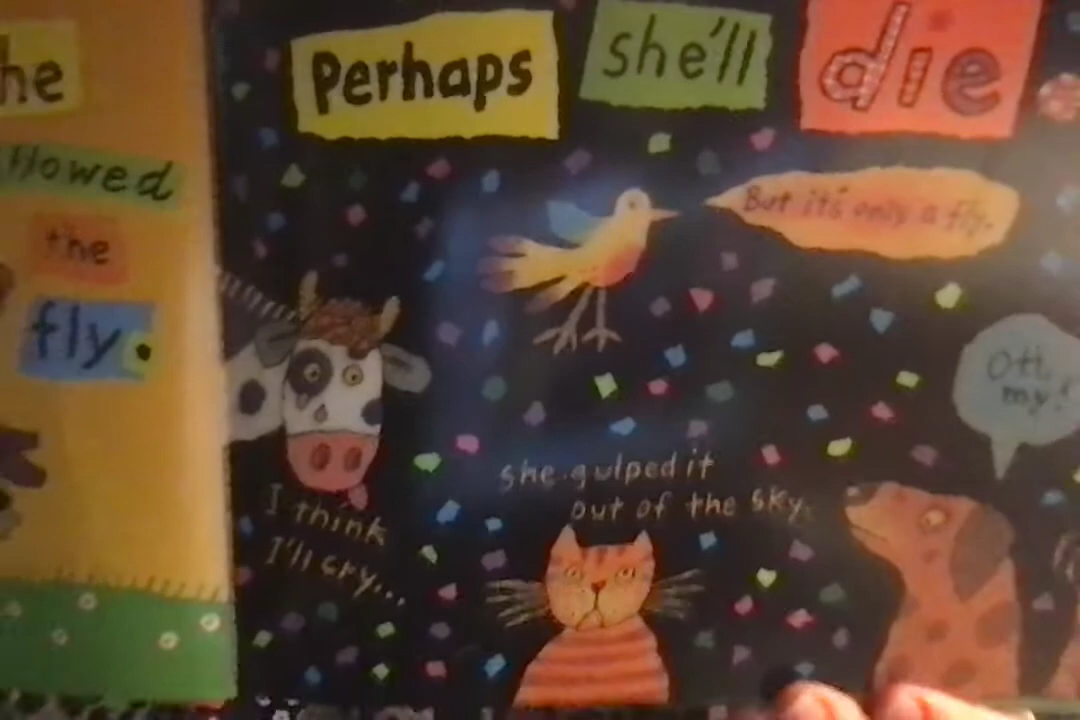 he
llowed
the
fly.
Perhaps she'll die
But it's only a fly.
Oh, my!
she gulped it
out of the sky.
I think
I'll cry...